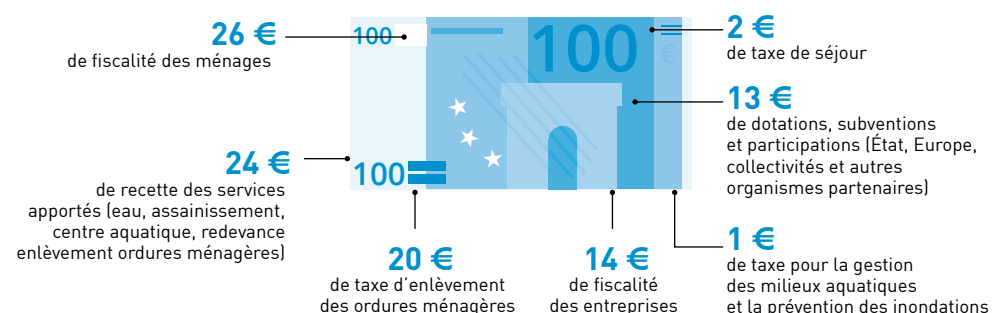 26 €
de fiscalité des ménages
24 €
de recette des services
apportés (eau, assainissement,
centre aquatique, redevance
enlèvement ordures ménagères)
100
100
€
100
20 €
de taxe d'enlèvement
des ordures ménagères
14 €
de fiscalité
des entreprises
2 €
de taxe de séjour
13 €
de dotations, subventions
et participations (État, Europe,
collectivités et autres
organismes partenaires)
1 €
de taxe pour la gestion
des milieux aquatiques
et la prévention des inondations